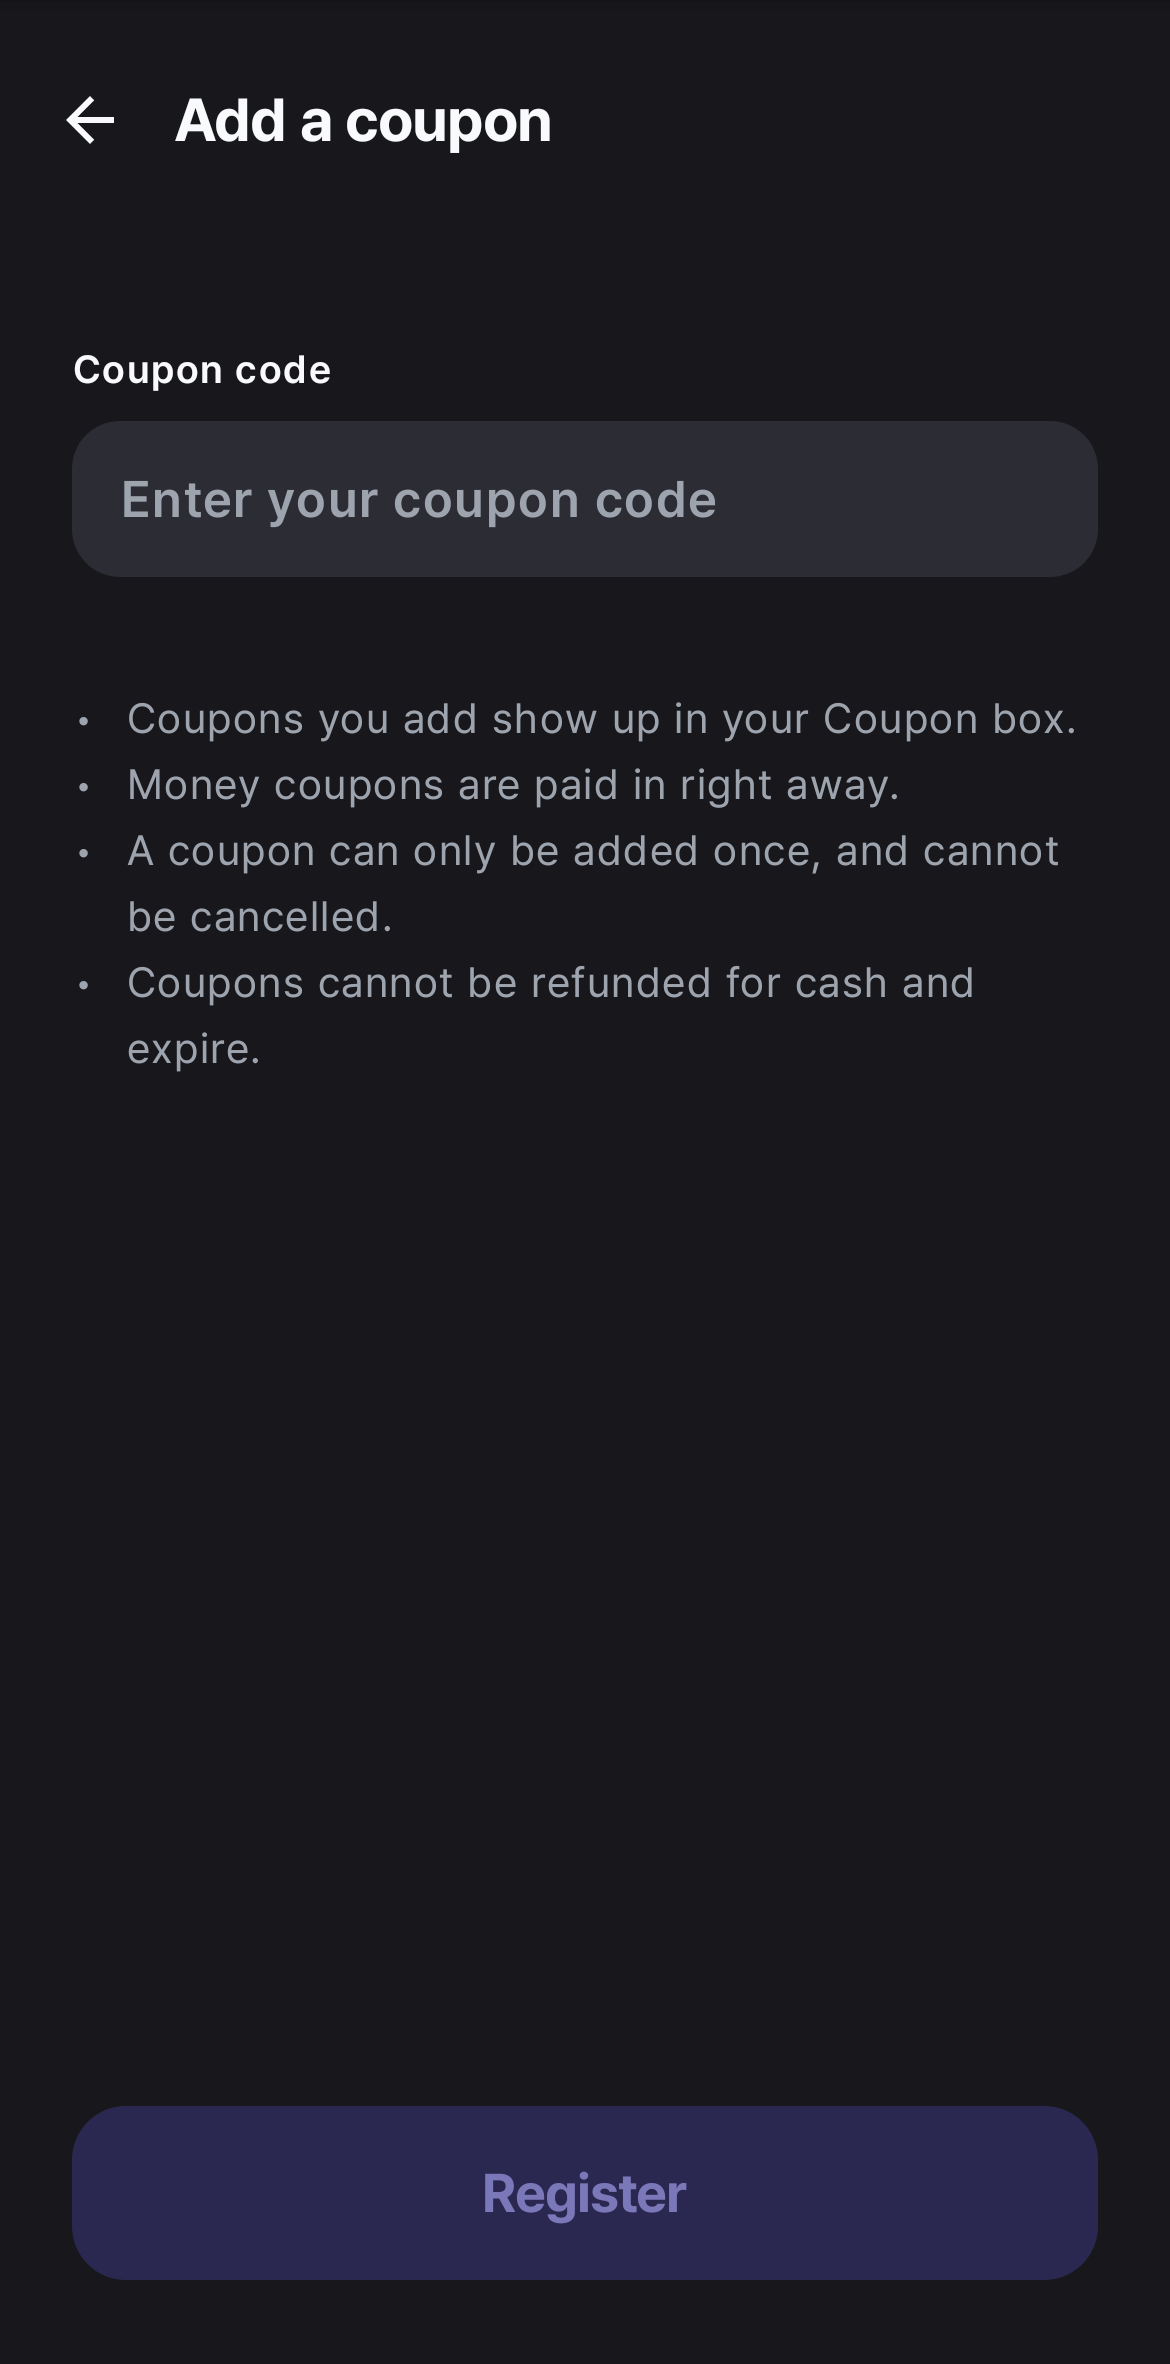 Add a coupon
Coupon code
Enter your coupon code
• Coupons you add show up in your Coupon box.
• Money coupons are paid in right away.
• A coupon can only be added once, and cannot
be cancelled.
• Coupons cannot be refunded for cash and
expire.
Register